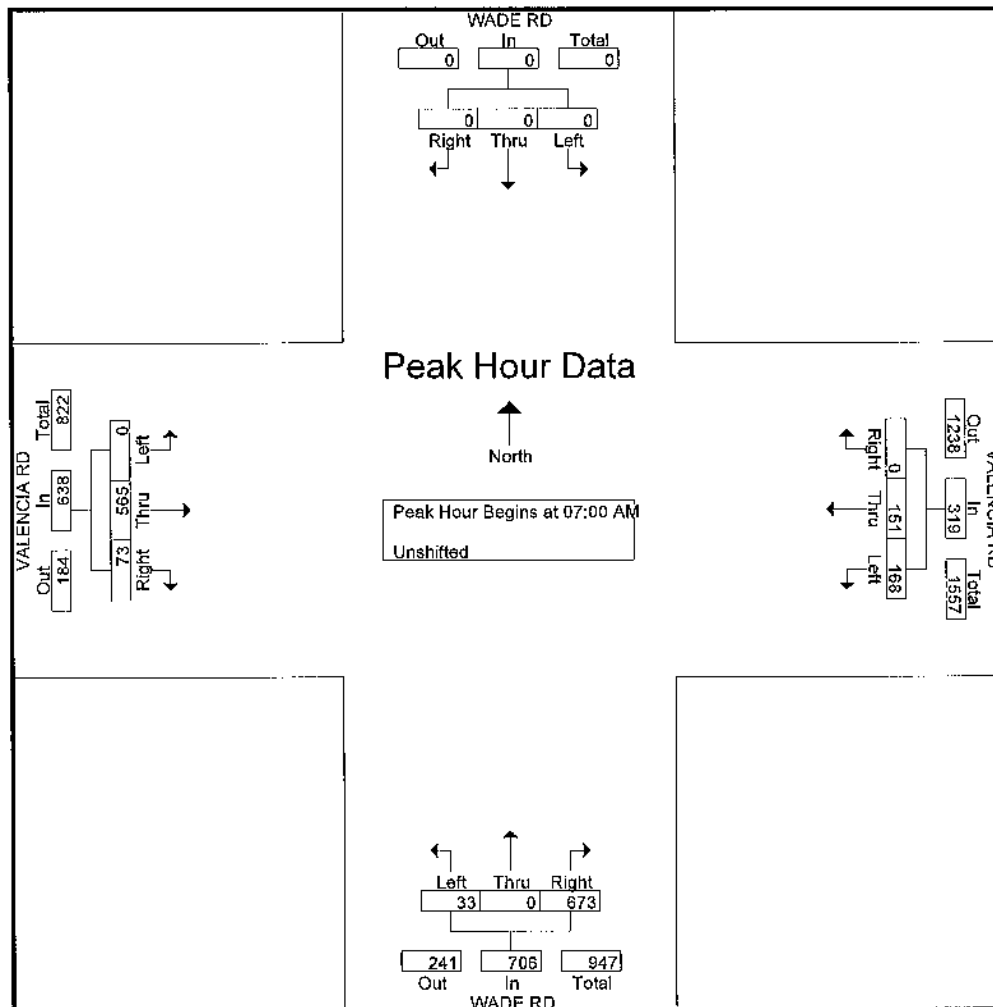 WADE RD
Out In Total
0 0 0
0 0 0
Right Thru Left
Peak Hour Data
North
Peak Hour Begins at 07:00 AM
Unshifted
VALENCIA RD
Out In Total
184 638 822
73 565 0
Right Thru Left
VALENCIA RD
Out In Total
1238 319 1557
0 151 168
Right Thru Left
Left Thru Right
33 0 673
241 706 947
Out In Total
WADE RD